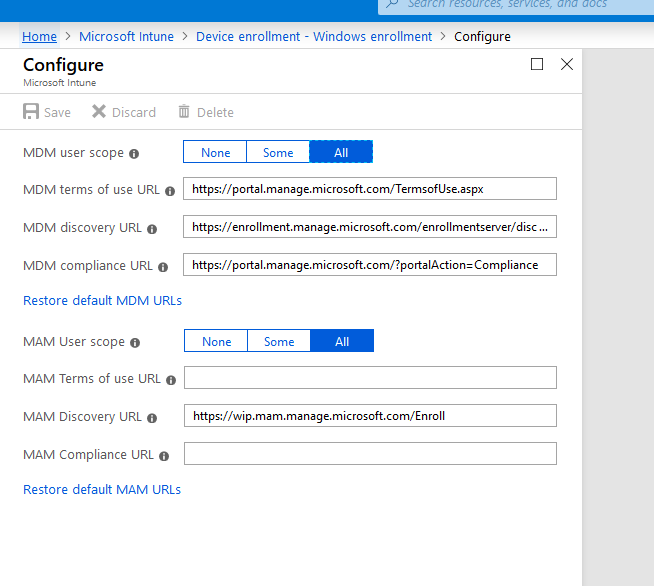 Search resources, services, and docs
Home > Microsoft Intune > Device enrollment - Windows enrollment > Configure
Configure
Microsoft Intune
Save Discard Delete
MDM user scope None Some All
MDM terms of use URL https://portal.manage.microsoft.com/TermsofUse.aspx
MDM discovery URL https://enrollment.manage.microsoft.com/enrollmentserver/disc ...
MDM compliance URL https://portal.manage.microsoft.com/?portalAction=Compliance
Restore default MDM URLs
MAM User scope None Some All
MAM Terms of use URL
MAM Discovery URL https://wip.mam.manage.microsoft.com/Enroll
MAM Compliance URL
Restore default MAM URLs